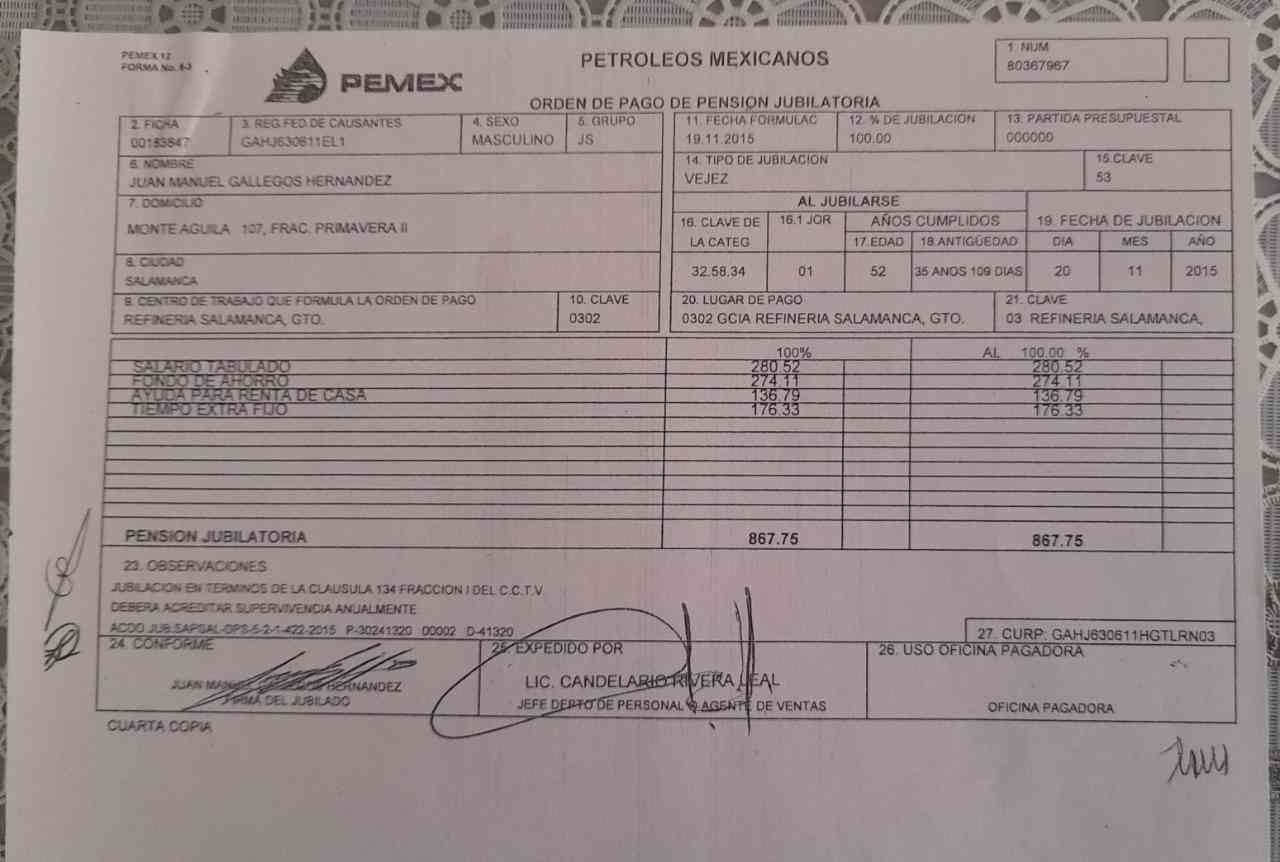 PEMEX 12
FORMA No. 6-3
PEMEX
PETROLEOS MEXICANOS
ORDEN DE PAGO DE PENSION JUBILATORIA
1. NUM
80367967
2. FICHA
00183847
3. REG.FED.DE CAUSANTES
GAHJ630611EL1
4. SEXO
MASCULINO
5. GRUPO
JS
11. FECHA FORMULAC
19.11.2015
12. % DE JUBILACION
100.00
13. PARTIDA PRESUPUESTAL
000000
6. NOMBRE
JUAN MANUEL GALLEGOS HERNANDEZ
14. TIPO DE JUBILACION
VEJEZ
15.CLAVE
53
7. DOMICILIO
MONTE AGUILA 107, FRAC. PRIMAVERA II
AL JUBILARSE
16. CLAVE DE
LA CATEG
16.1 JOR
AÑOS CUMPLIDOS
17.EDAD
18.ANTIGÜEDAD
19. FECHA DE JUBILACION
DIA MES AÑO
32.58.34 01 52 35 ANOS 109 DIAS 20 11 2015
8. CIUDAD
SALAMANCA
9. CENTRO DE TRABAJO QUE FORMULA LA ORDEN DE PAGO
REFINERIA SALAMANCA, GTO.
10. CLAVE
0302
20. LUGAR DE PAGO
0302 GCIA REFINERIA SALAMANCA, GTO.
21. CLAVE
03 REFINERIA SALAMANCA,
100% AL 100.00 %
SALARIO TABULADO 280.52 280.52
FONDO DE AHORRO 274.11 274.11
AYUDA PARA RENTA DE CASA 136.79 136.79
TIEMPO EXTRA FIJO 176.33 176.33
PENSION JUBILATORIA 867.75 867.75
23. OBSERVACIONES
JUBILACION EN TERMINOS DE LA CLAUSULA 134 FRACCION I DEL C.C.T.V.
DEBERA ACREDITAR SUPERVIVENCIA ANUALMENTE
ACDO JUB.SAPSAL-OPS-5-2-1-422-2015 P-30241320 00002 D-41320
27. CURP: GAHJ630611HGTLRN03
24. CONFORME
JUAN HERNANDEZ
FIRMA DEL JUBILADO
25. EXPEDIDO POR
LIC. CANDELARIO RIVERA LEAL
JEFE DEPTO DE PERSONAL AGENTE DE VENTAS
26. USO OFICINA PAGADORA
OFICINA PAGADORA
CUARTA COPIA